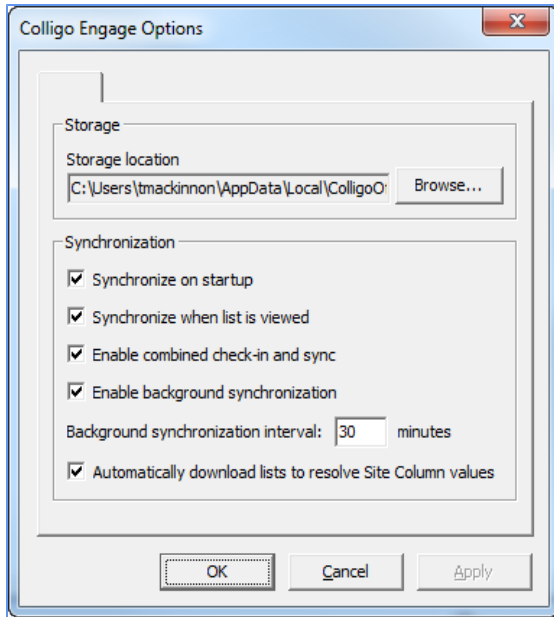 Colligo Engage Options
Storage
Storage location
C:\Users\tmackinnon\AppData\Local\ColligoO
Browse...
Synchronization
Synchronize on startup
Synchronize when list is viewed
Enable combined check-in and sync
Enable background synchronization
Background synchronization interval: 30 minutes
Automatically download lists to resolve Site Column values
OK Cancel Apply